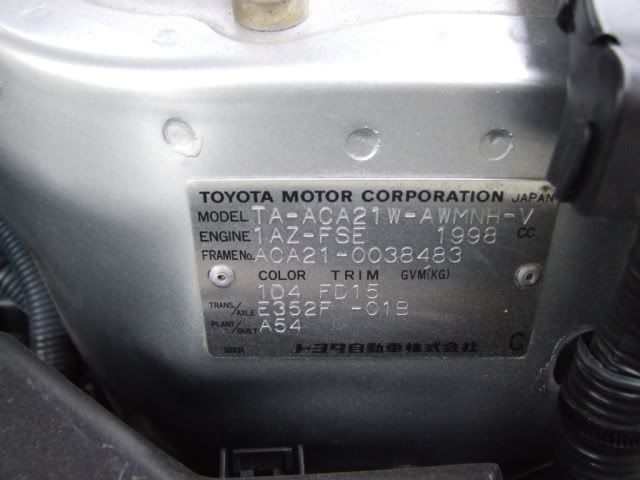 TOYOTA MOTOR CORPORATION JAPAN
MODEL TA-ACA21W-AWMNH-V
ENGINE 1AZ-FSE 1998 CC
FRAME No. ACA21-0038483
COLOR TRIM GVM(KG)
1D4 FD15
TRANS./AXLE E352F -01B
PLANT/BUILT A54
トヨタ自動車株式会社 C